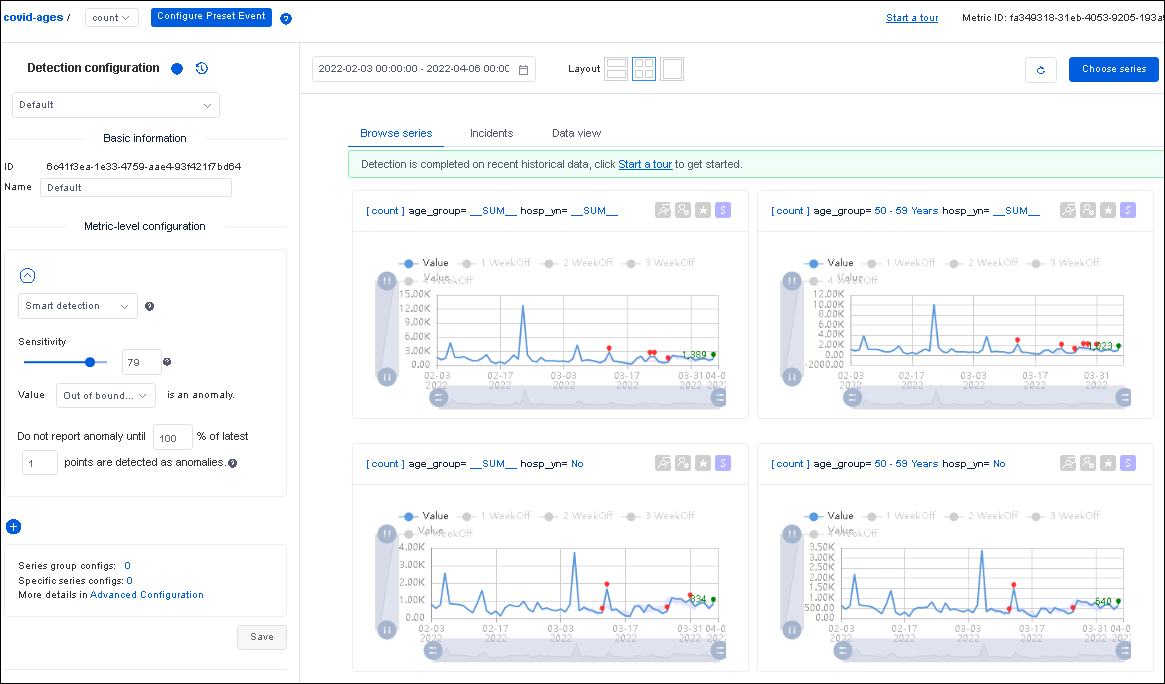 covid-ages / count Configure Preset Event ? Start a tour Metric ID: fa349318-31eb-4053-9205-193a
Detection configuration
2022-02-03 00:00:00 - 2022-04-06 00:00 Layout Choose series
Default
Basic information
ID 6c41f3ea-1e33-4759-aae4-93f421f7bd64
Name Default
Metric-level configuration
Smart detection ?
Sensitivity
79 ?
Value Out of bound... is an anomaly.
Do not report anomaly until 100 % of latest
1 points are detected as anomalies. ?
Series group configs: 0
Specific series configs: 0
More details in Advanced Configuration
Save
Browse series Incidents Data view
Detection is completed on recent historical data, click Start a tour to get started.
[ count ] age_group= __SUM__ hosp_yn= __SUM__ S
Value 1 WeekOff 2 WeekOff 3 WeekOff
WeekOff
Value
15.00K
12.00K
9.00K
6.00K
3.00K
0.00
1,389
02-03 2022 02-17 2022 03-03 2022 03-17 2022 03-31 2022 04-0
[ count ] age_group= 50 - 59 Years hosp_yn= __SUM__ S
Value 1 WeekOff 2 WeekOff 3 WeekOff
WeekOff
Value
12.00K
10.00K
8.00K
6.00K
4.00K
2.00K
0.00
-2000.00
02-03 2022 02-17 2022 03-03 2022 03-17 2022 03-31 2022
[ count ] age_group= __SUM__ hosp_yn= No S
Value 1 WeekOff 2 WeekOff 3 WeekOff
WeekOff
Value
4.00K
3.00K
2.00K
1.00K
0.00
834
02-03 2022 02-17 2022 03-03 2022 03-17 2022 03-31 2022 04-0
[ count ] age_group= 50 - 59 Years hosp_yn= No S
Value 1 WeekOff 2 WeekOff 3 WeekOff
WeekOff
Value
3.50K
3.00K
2.50K
2.00K
1.50K
1.00K
500.00
0.00
640
02-03 2022 02-17 2022 03-03 2022 03-17 2022 03-31 2022 04-0